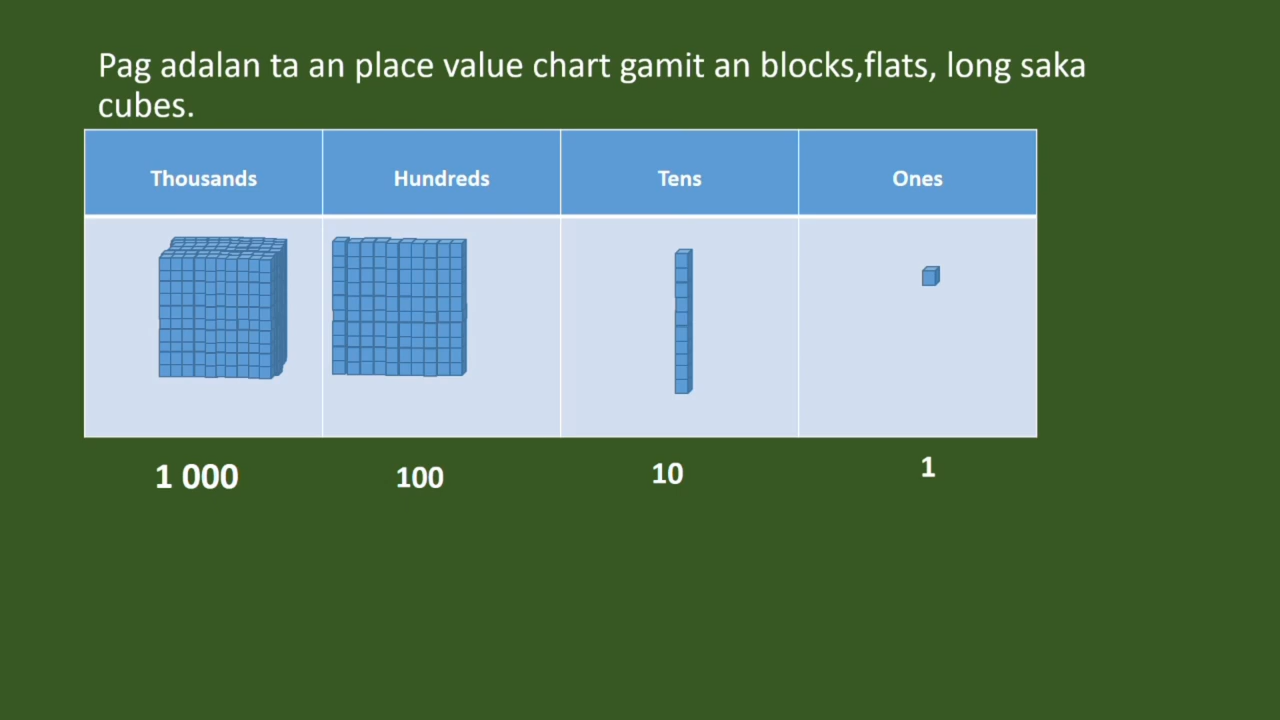 Pag adalan ta an place value chart gamit an blocks,flats, long saka
cubes.
Thousands Hundreds Tens Ones
1 000 100 10 1